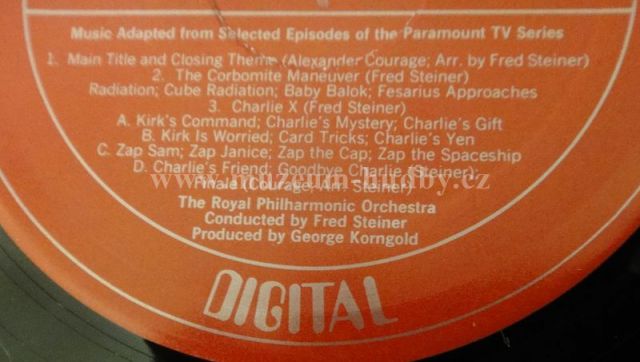 Music Adapted from Selected Episodes of the Paramount TV Series
1. Main Title and Closing Theme (Alexander Courage; Arr. by Fred Steiner)
2. The Corbomite Maneuver (Fred Steiner)
Radiation; Cube Radiation; Baby Balok; Fesarius Approaches
3. Charlie X (Fred Steiner)
A. Kirk's Command; Charlie's Mystery; Charlie's Gift
B. Kirk Is Worried; Card Tricks; Charlie's Yen
C. Zap Sam; Zap Janice; Zap the Cap; Zap the Spaceship
D. Charlie's Friend; Goodbye Charlie (Steiner);
www.muzeum-hudby.cz
Finale (Courage; Arr. Steiner)
The Royal Philharmonic Orchestra
Conducted by Fred Steiner
Produced by George Korngold
DIGITAL